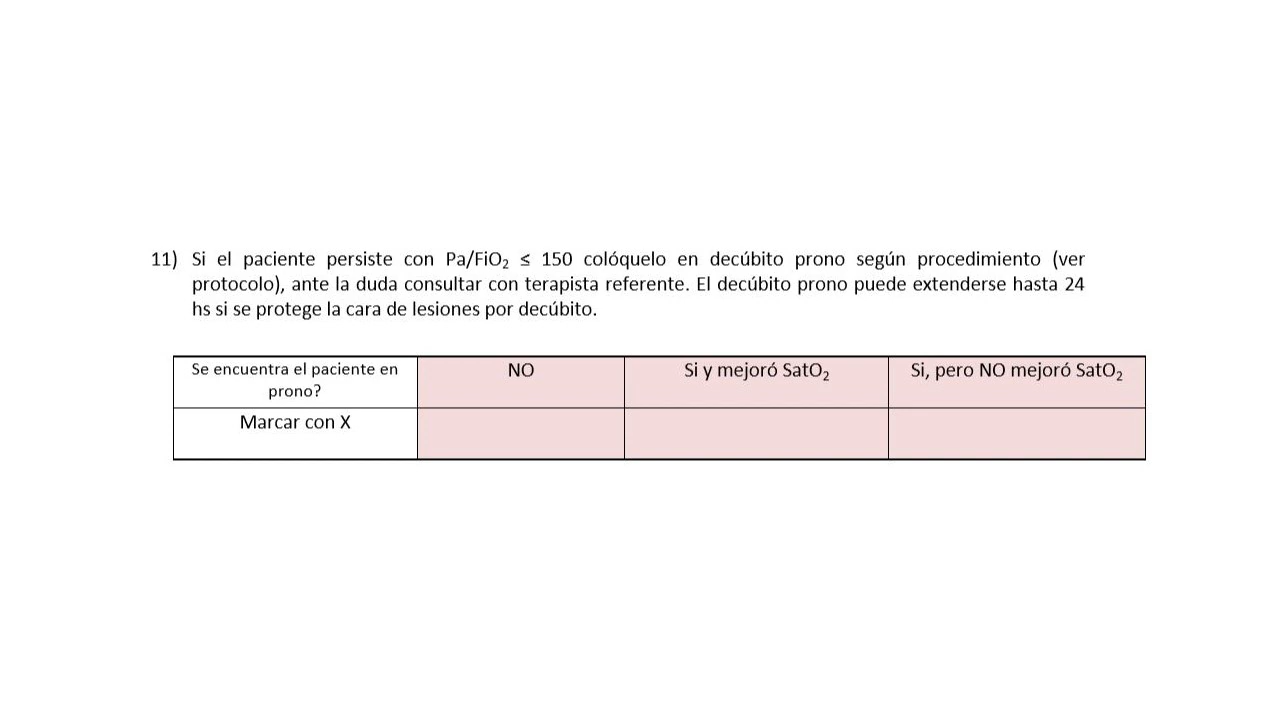 11) Si el paciente persiste con Pa/FiO₂ ≤ 150 colóquelo en decúbito prono según procedimiento (ver
protocolo), ante la duda consultar con terapista referente. El decúbito prono puede extenderse hasta 24
hs si se protege la cara de lesiones por decúbito.
Se encuentra el paciente en
prono?
NO
Si y mejoró SatO₂
Si, pero NO mejoró SatO₂
Marcar con X